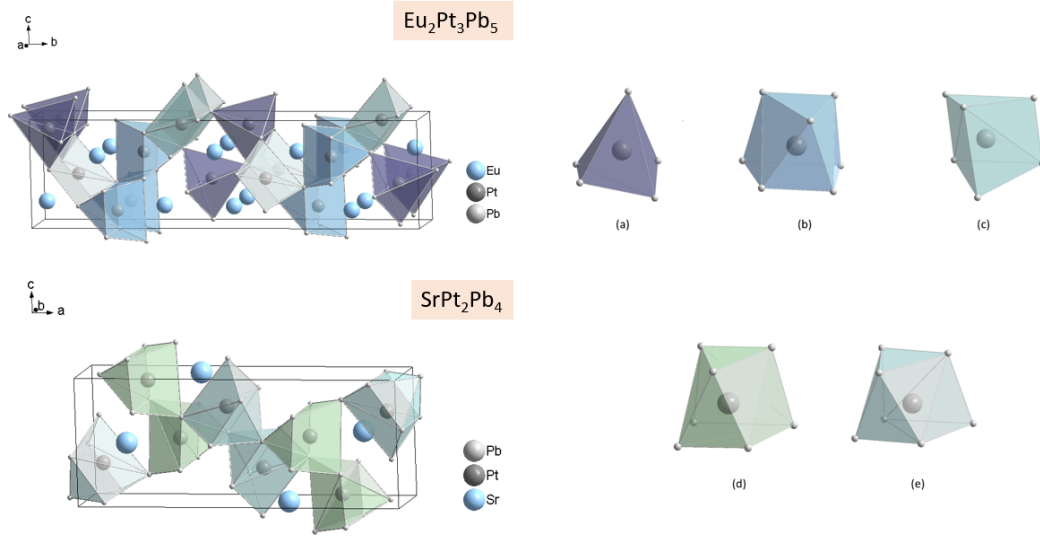 Eu₂Pt₃Pb₅
c
a b
Eu
Pt
Pb
(a) (b) (c)
SrPt₂Pb₄
c
b
a
Pb
Pt
Sr
(d) (e)